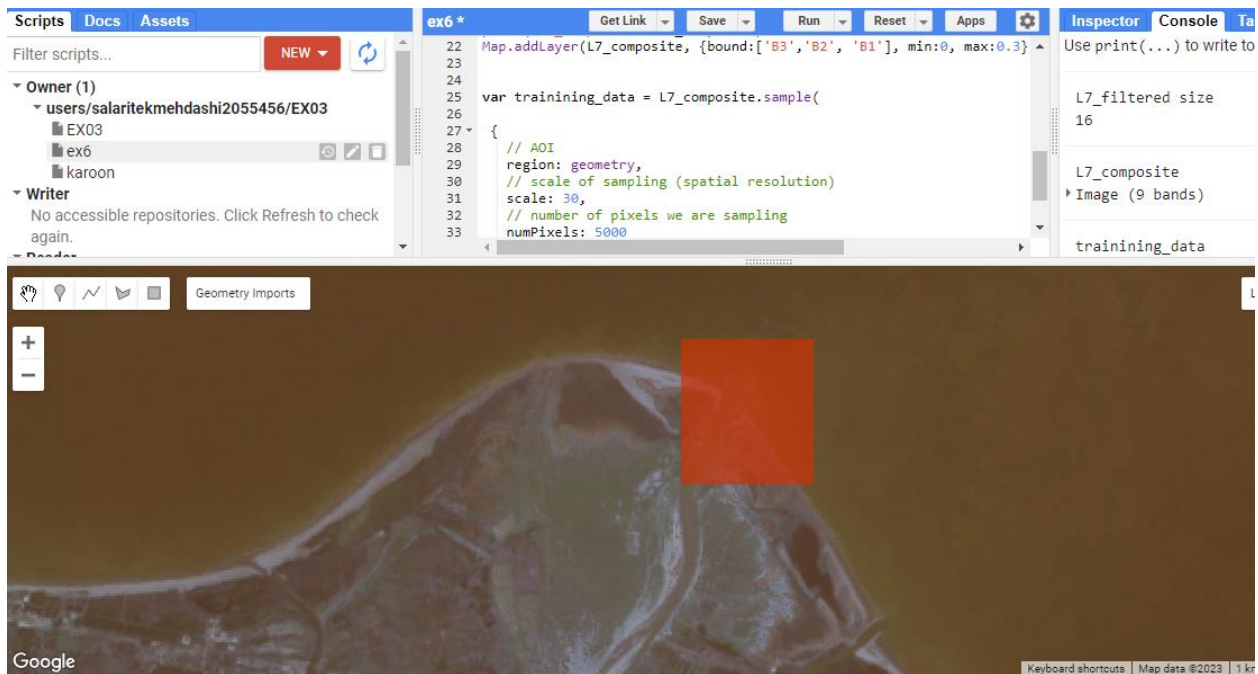 Scripts Docs Assets
Filter scripts...
NEW
Owner (1)
users/salaritekmehdashi2055456/EX03
EX03
ex6
karoon
Writer
No accessible repositories. Click Refresh to check
again.
ex6 *
Get Link Save Run Reset Apps
22 Map.addLayer(L7_composite, {bound:['B3','B2', 'B1'], min:0, max:0.3}
23
24
25 var trainining_data = L7_composite.sample(
26
27 {
28 // AOI
29 region: geometry,
30 // scale of sampling (spatial resolution)
31 scale: 30,
32 // number of pixels we are sampling
33 numPixels: 5000
Inspector Console Ta
Use print(...) to write to
L7_filtered size
16
L7_composite
Image (9 bands)
trainining_data
Geometry Imports
L
+
−
Google
Keyboard shortcuts Map data ©2023 1 km